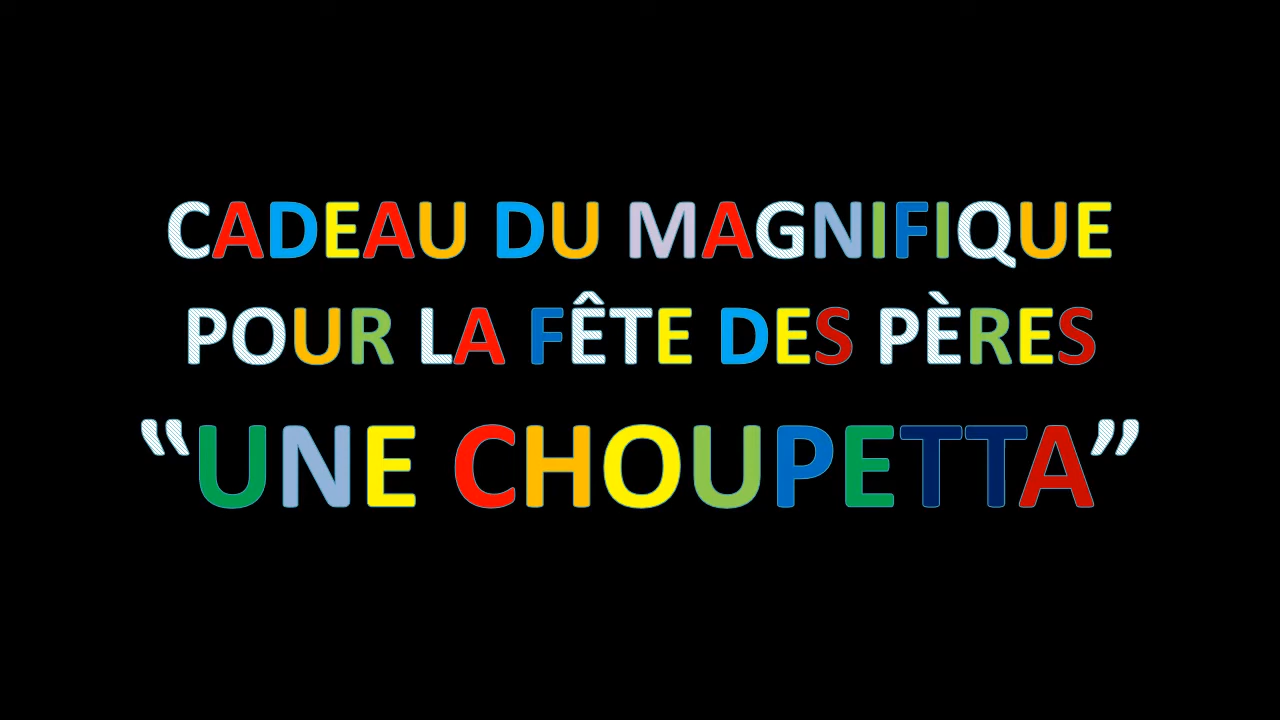 CADEAU DU MAGNIFIQUE
POUR LA FÊTE DES PÈRES
“UNE CHOUPETTA”